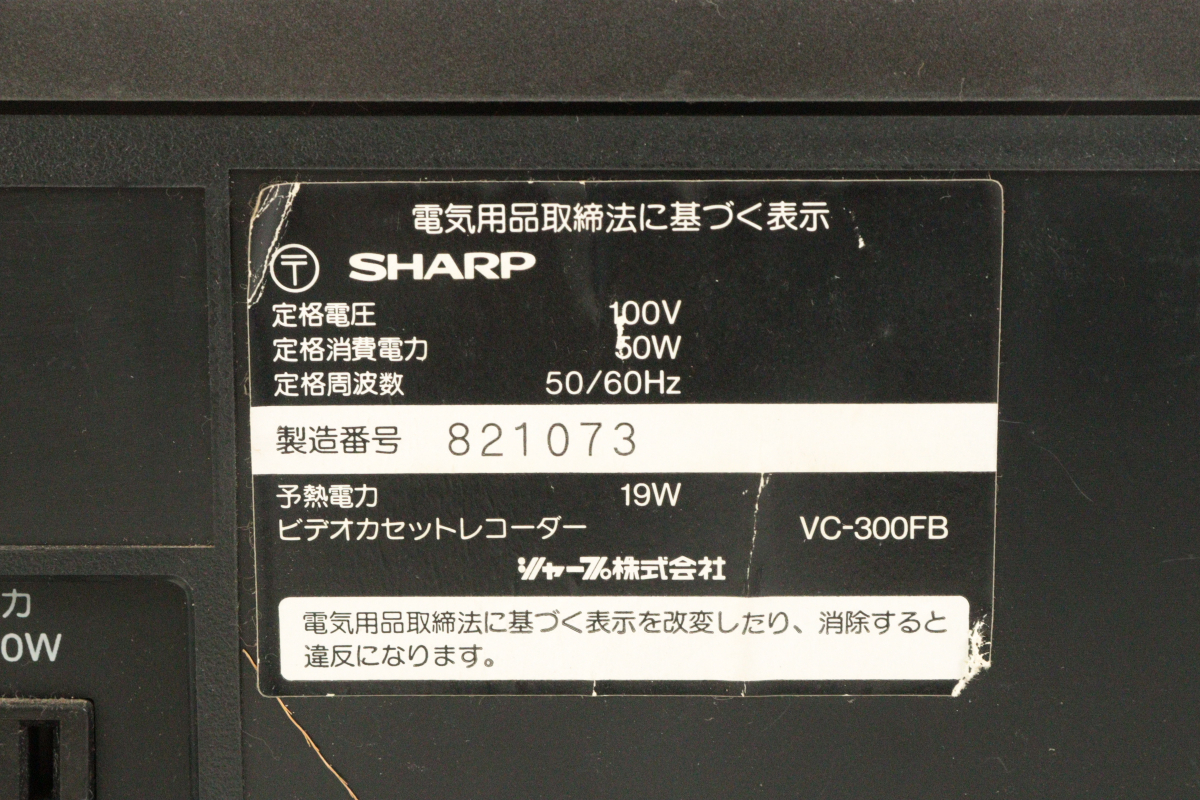 電気用品取締法に基づく表示
〒 SHARP
定格電圧 100V
定格消費電力 50W
定格周波数 50/60Hz
製造番号 821073
予熱電力 19W
ビデオカセットレコーダー VC-300FB
シャープ株式会社
電気用品取締法に基づく表示を改変したり、消除すると
違反になります。
力
0W